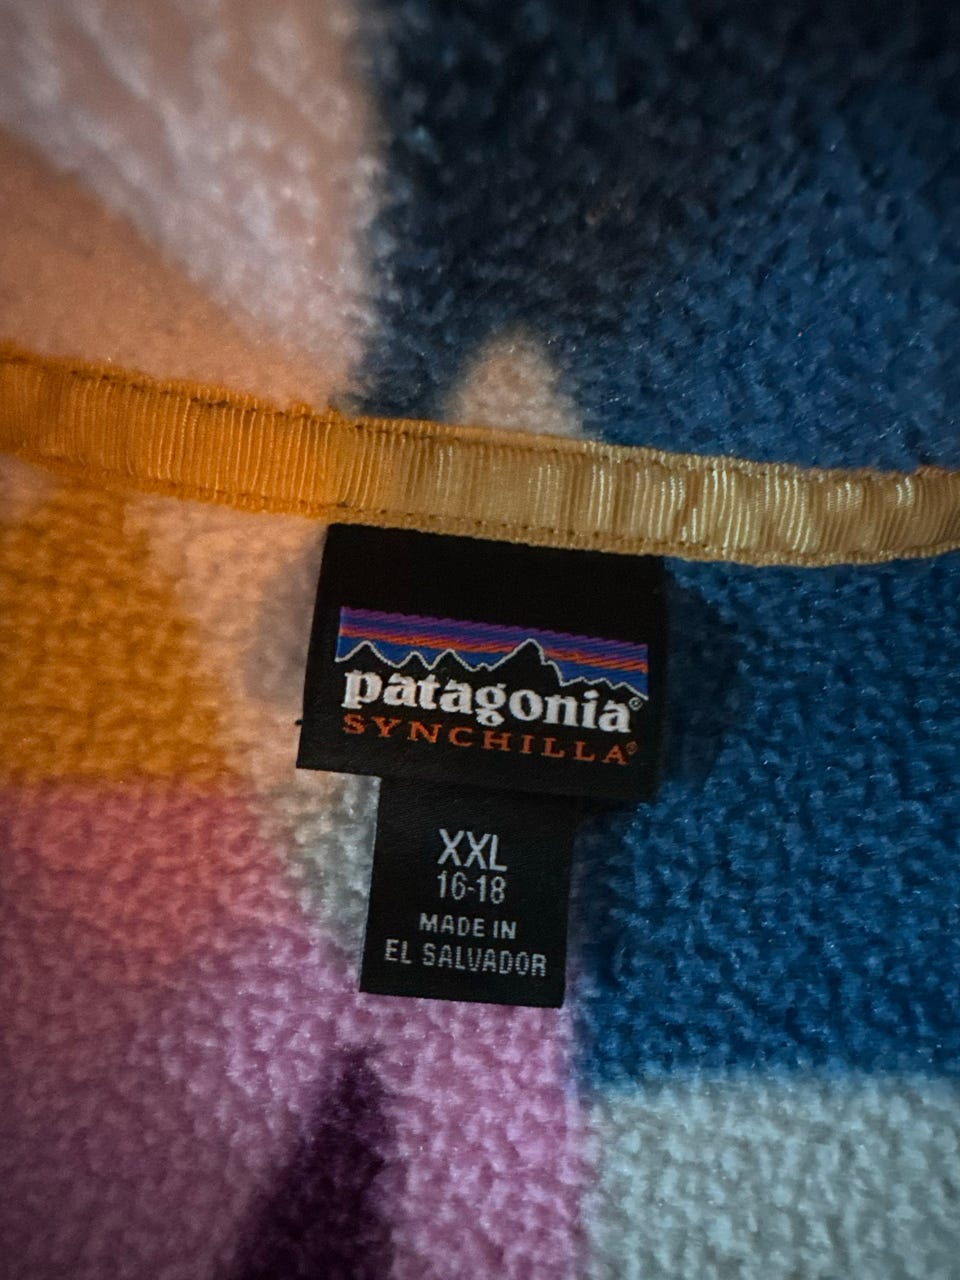 patagonia®
SYNCHILLA®
XXL
16-18
MADE IN
EL SALVADOR